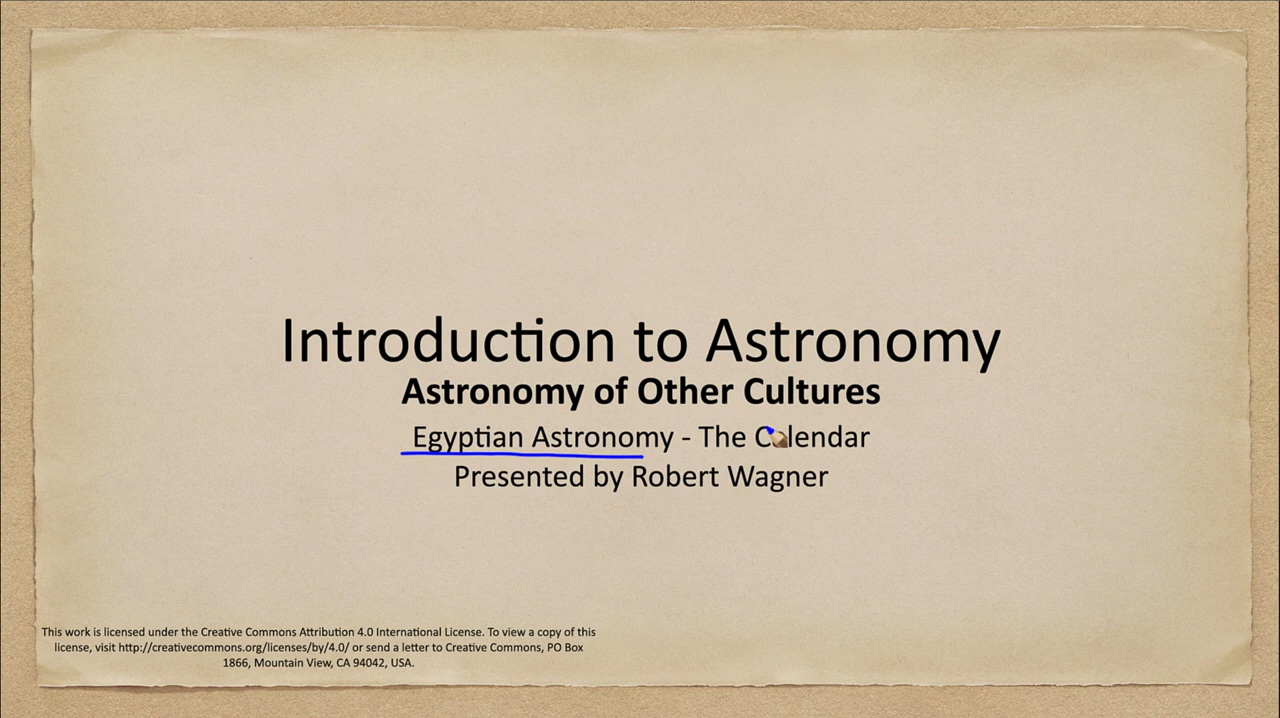 Introduction to Astronomy
Astronomy of Other Cultures
Egyptian Astronomy - The Calendar
Presented by Robert Wagner
This work is licensed under the Creative Commons Attribution 4.0 International License. To view a copy of this
license, visit http://creativecommons.org/licenses/by/4.0/ or send a letter to Creative Commons, PO Box
1866, Mountain View, CA 94042, USA.